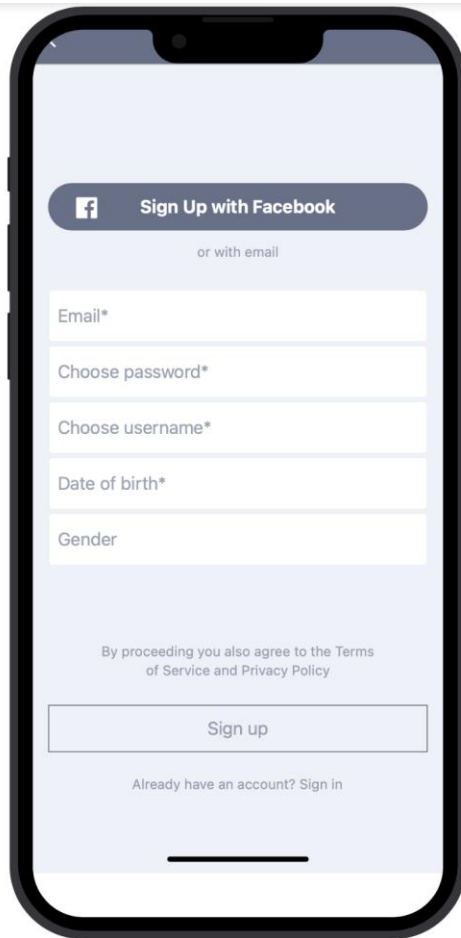 Sign Up with Facebook
or with email
Email*
Choose password*
Choose username*
Date of birth*
Gender
By proceeding you also agree to the Terms
of Service and Privacy Policy
Sign up
Already have an account? Sign in